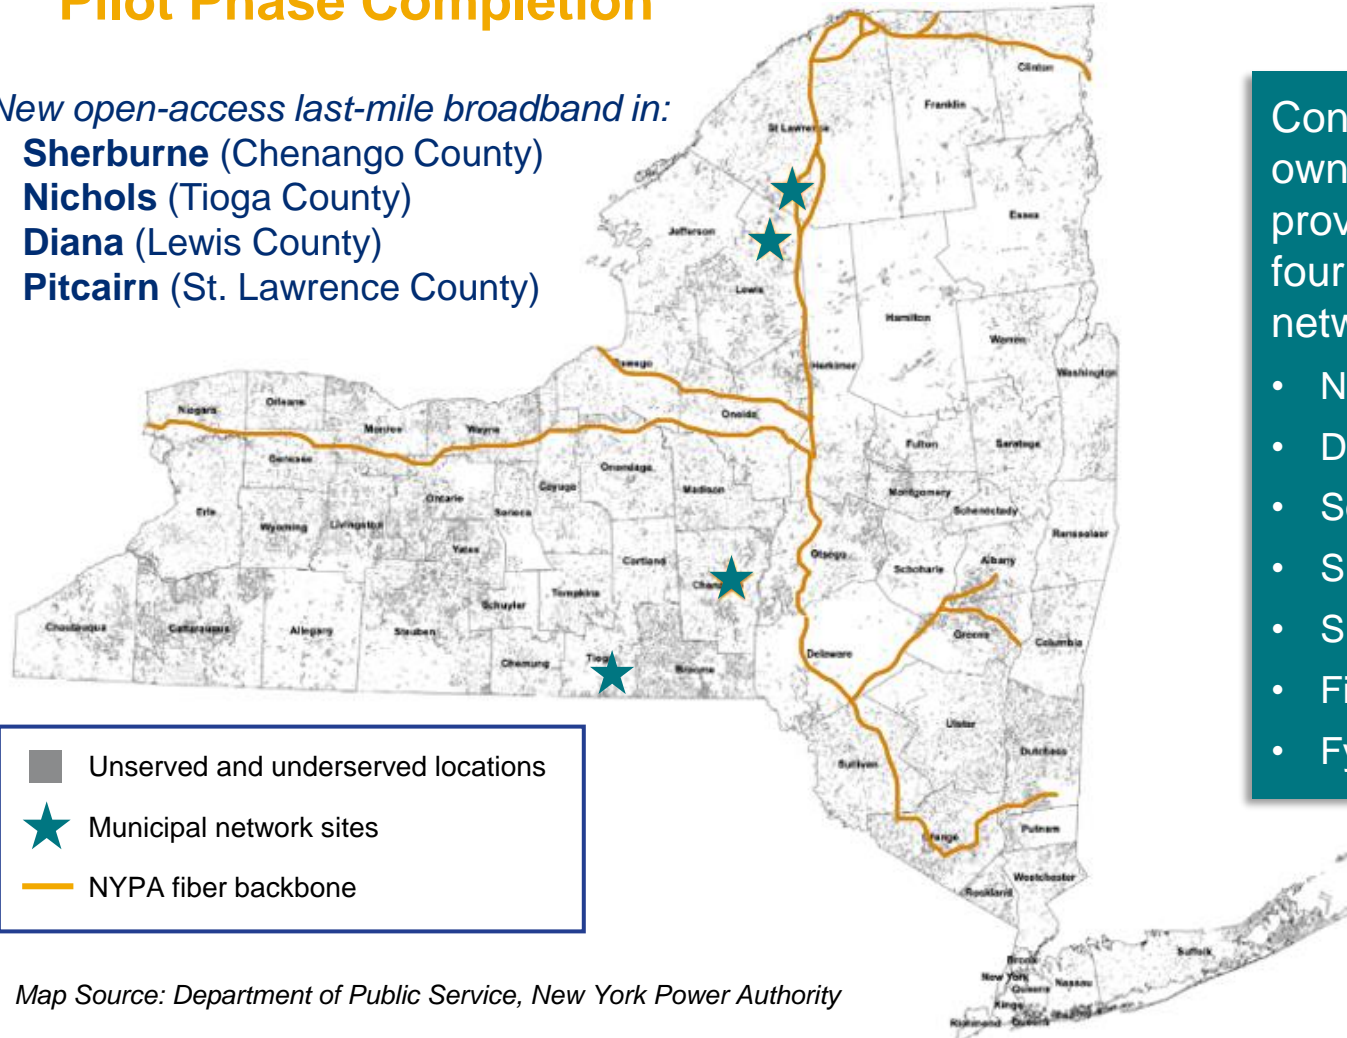 Pilot Phase Completion
New open-access last-mile broadband in:
Sherburne (Chenango County)
Nichols (Tioga County)
Diana (Lewis County)
Pitcairn (St. Lawrence County)
Clinton
Franklin
St Lawrence
Essex
Jefferson
Lewis
Hamilton
Warren
Herkimer
Washington
Oswego
Oneida
Niagara
Orleans
Monroe
Wayne
Fulton
Saratoga
Genesee
Onondaga
Madison
Montgomery
Schenectady
Cayuga
Ontario
Seneca
Erie
Wyoming
Livingston
Yates
Rensselaer
Otsego
Albany
Schoharie
Cortland
Chenango
Tompkins
Schuyler
Chautauqua
Cattaraugus
Allegany
Steuben
Greene
Columbia
Delaware
Chemung
Tioga
Broome
Ulster
Dutchess
Sullivan
Orange
Putnam
Westchester
Rockland
Bronx
New York
Queens
Nassau
Suffolk
Kings
Richmond
Queens
Unserved and underserved locations
Municipal network sites
NYPA fiber backbone
Map Source: Department of Public Service, New York Power Authority
Con
own
prov
four
netw
• N
• D
• S
• S
• S
• Fi
• Fy